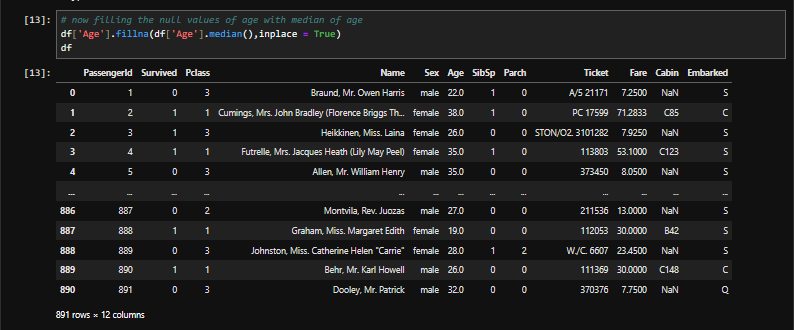 [13]: # now filling the null values of age with median of age
df['Age'].fillna(df['Age'].median(),inplace = True)
df
[13]: PassengerId Survived Pclass Name Sex Age SibSp Parch Ticket Fare Cabin Embarked
0 1 0 3 Braund, Mr. Owen Harris male 22.0 1 0 A/5 21171 7.2500 NaN S
1 2 1 1 Cumings, Mrs. John Bradley (Florence Briggs Th... female 38.0 1 0 PC 17599 71.2833 C85 C
2 3 1 3 Heikkinen, Miss. Laina female 26.0 0 0 STON/O2. 3101282 7.9250 NaN S
3 4 1 1 Futrelle, Mrs. Jacques Heath (Lily May Peel) female 35.0 1 0 113803 53.1000 C123 S
4 5 0 3 Allen, Mr. William Henry male 35.0 0 0 373450 8.0500 NaN S
... ... ... ... ... ... ... ... ... ... ... ... ...
886 887 0 2 Montvila, Rev. Juozas male 27.0 0 0 211536 13.0000 NaN S
887 888 1 1 Graham, Miss. Margaret Edith female 19.0 0 0 112053 30.0000 B42 S
888 889 0 3 Johnston, Miss. Catherine Helen "Carrie" female 28.0 1 2 W./C. 6607 23.4500 NaN S
889 890 1 1 Behr, Mr. Karl Howell male 26.0 0 0 111369 30.0000 C148 C
890 891 0 3 Dooley, Mr. Patrick male 32.0 0 0 370376 7.7500 NaN Q
891 rows × 12 columns